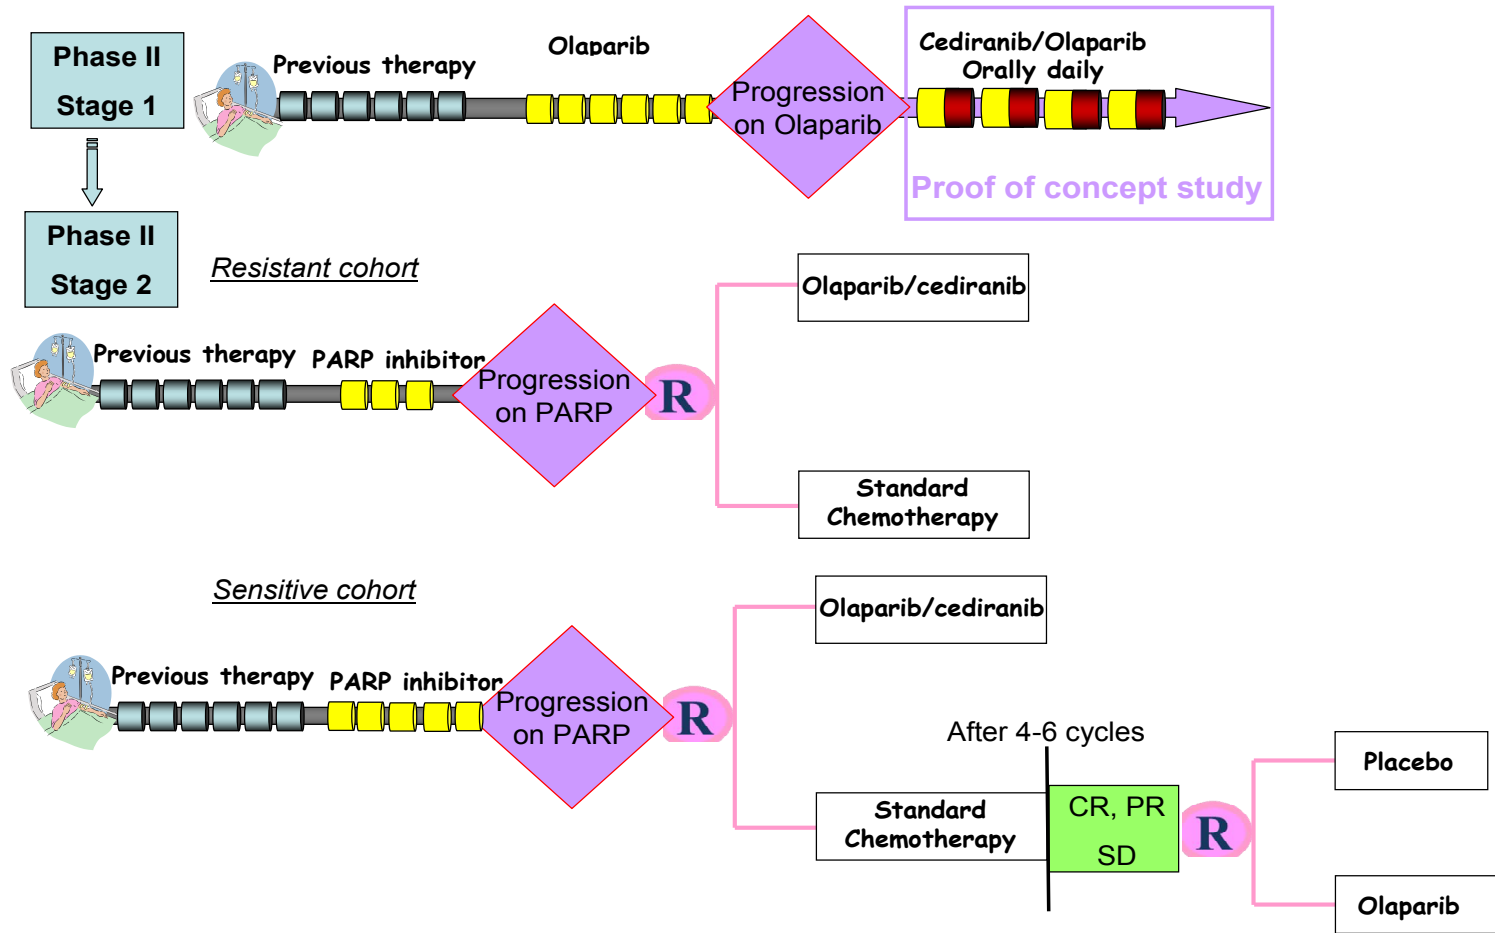 Phase II
Stage 1
Previous therapy
Olaparib
Progression
on Olaparib
Cediranib/Olaparib
Orally daily
Proof of concept study
Phase II
Stage 2
Resistant cohort
Previous therapy
PARP inhibitor
Progression
on PARP
R
Olaparib/cediranib
Standard
Chemotherapy
Sensitive cohort
Previous therapy
PARP inhibitor
Progression
on PARP
R
Olaparib/cediranib
Standard
Chemotherapy
After 4-6 cycles
CR, PR
SD
R
Placebo
Olaparib